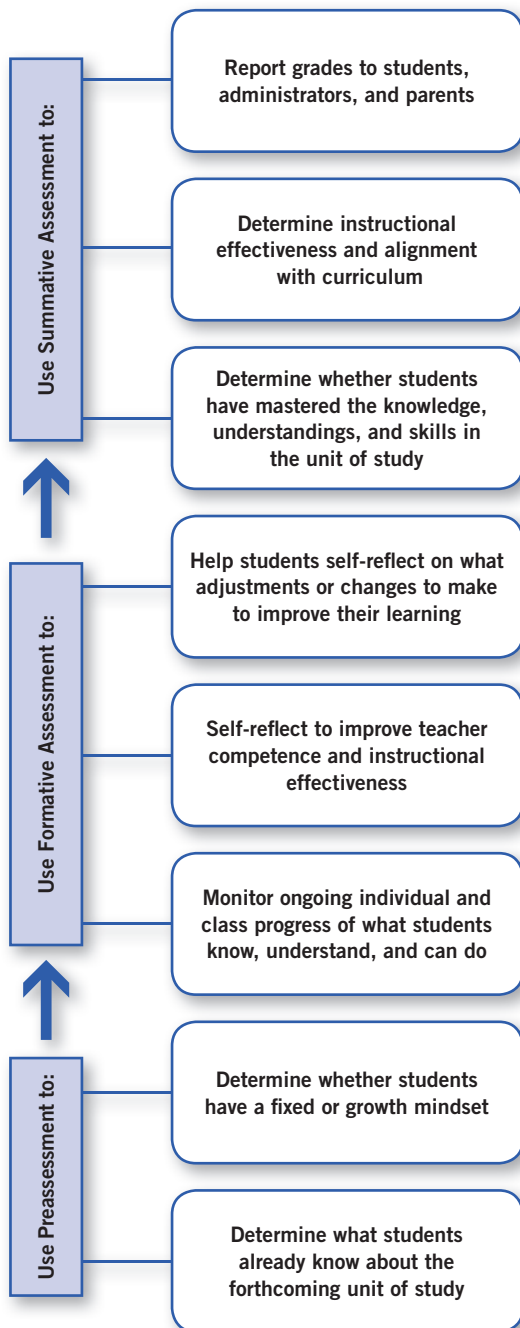 Use Summative Assessment to:
Report grades to students,
administrators, and parents
Determine instructional
effectiveness and alignment
with curriculum
Determine whether students
have mastered the knowledge,
understandings, and skills in
the unit of study
Use Formative Assessment to:
Help students self-reflect on what
adjustments or changes to make
to improve their learning
Self-reflect to improve teacher
competence and instructional
effectiveness
Monitor ongoing individual and
class progress of what students
know, understand, and can do
Use Preassessment to:
Determine whether students
have a fixed or growth mindset
Determine what students
already know about the
forthcoming unit of study